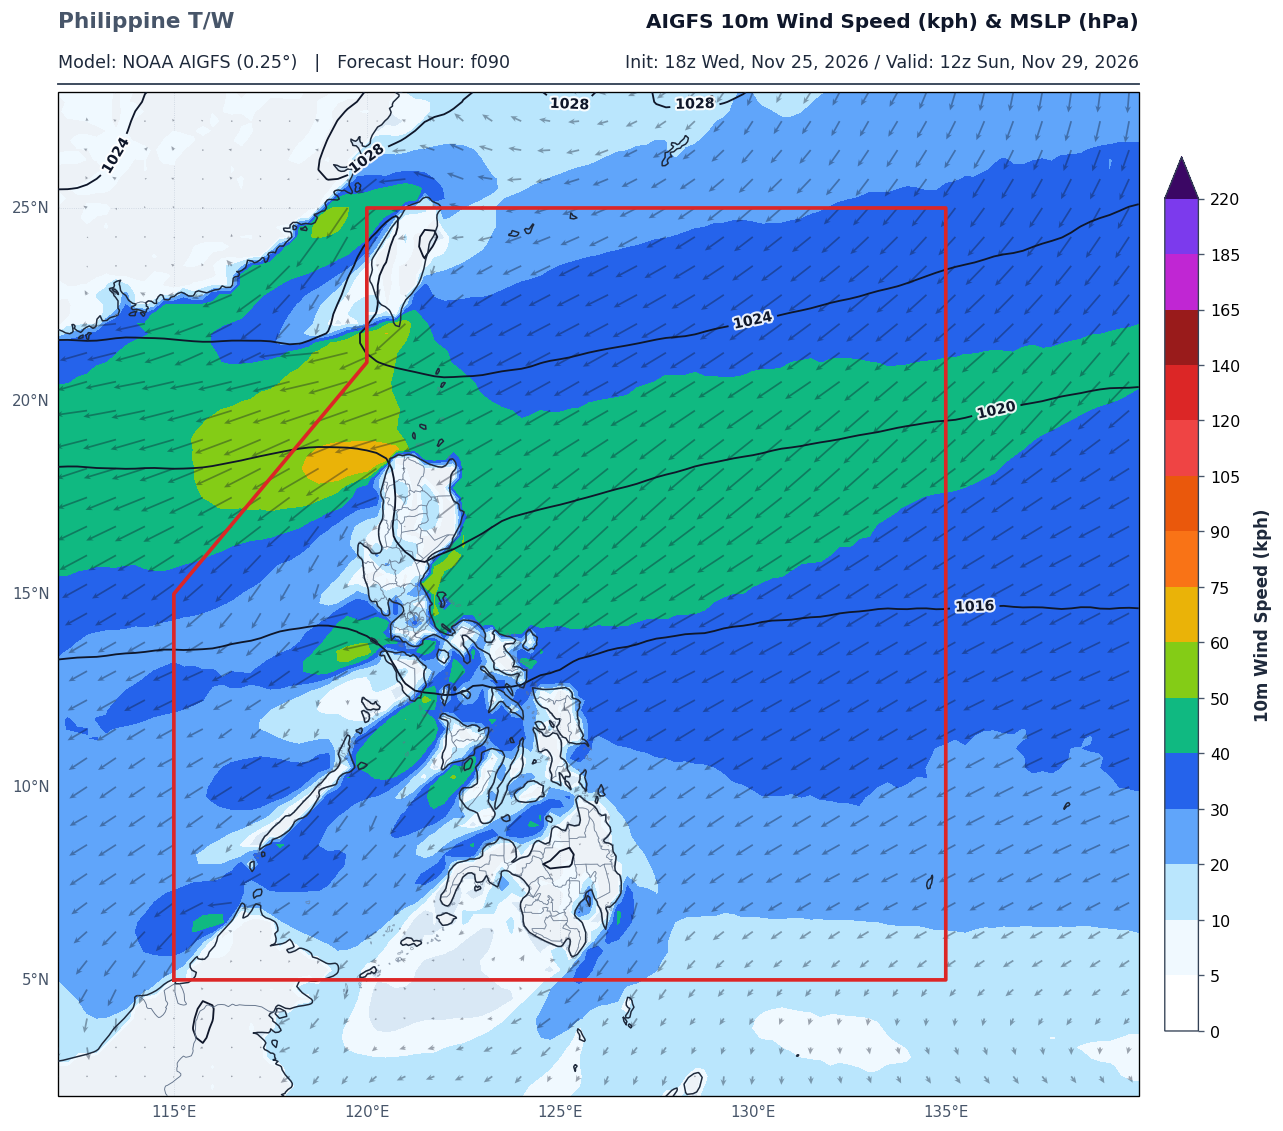 Philippine T/W
AIGFS 10m Wind Speed (kph) & MSLP (hPa)
Model: NOAA AIGFS (0.25°) | Forecast Hour: f090
Init: 18z Wed, Nov 25, 2026 / Valid: 12z Sun, Nov 29, 2026
1028
1028
1024
1028
25°N
1024
20°N
1020
15°N
1016
10°N
5°N
115°E
120°E
125°E
130°E
135°E
220
185
165
140
120
105
90
75
60
50
40
30
20
10
5
0
10m Wind Speed (kph)